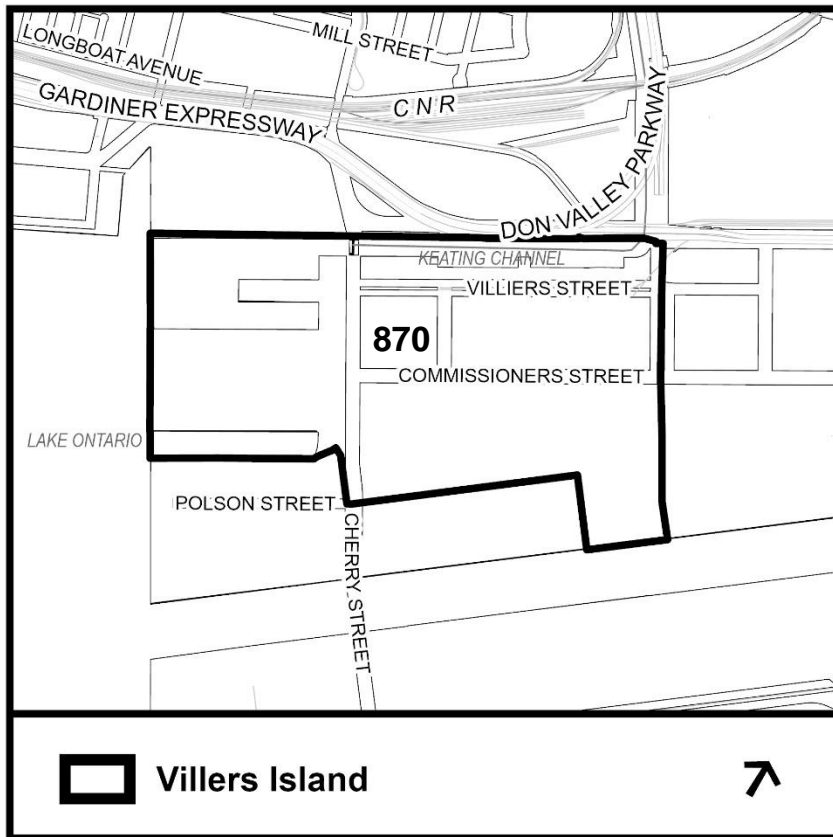 MILL STREET
LONGBOAT AVENUE
CNR
GARDINER EXPRESSWAY
DON VALLEY PARKWAY
KEATING CHANNEL
VILLIERS STREET
870
COMMISSIONERS STREET
LAKE ONTARIO
POLSON STREET
CHERRY STREET
Villers Island